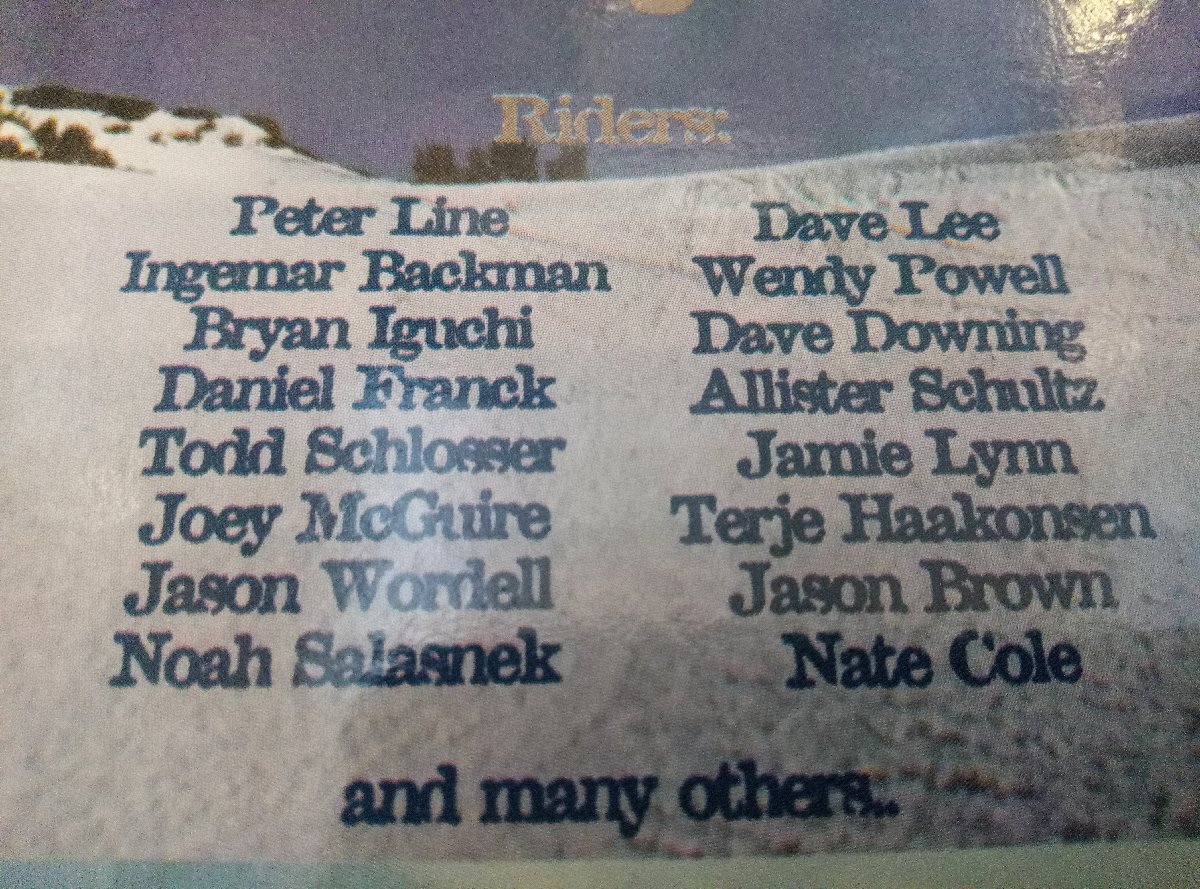 Riders:
Peter Line
Ingemar Backman
Bryan Iguchi
Daniel Franck
Todd Schlosser
Joey McGuire
Jason Wordell
Noah Salasnek
Dave Lee
Wendy Powell
Dave Downing
Allister Schultz
Jamie Lynn
Terje Haakonsen
Jason Brown
Nate Cole
and many others..